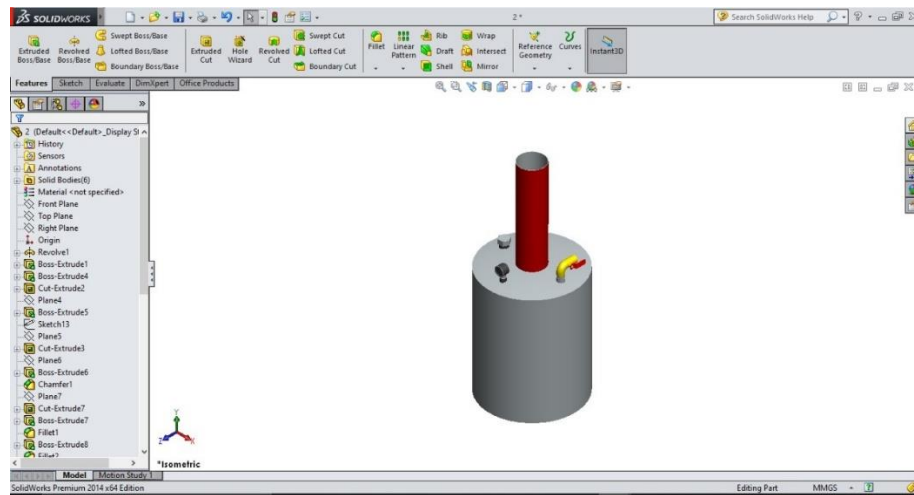 SOLIDWORKS
2 *
Search SolidWorks Help
Extruded Boss/Base
Revolved Boss/Base
Swept Boss/Base
Lofted Boss/Base
Boundary Boss/Base
Extruded Cut
Hole Wizard
Revolved Cut
Swept Cut
Lofted Cut
Boundary Cut
Fillet
Linear Pattern
Rib
Draft
Shell
Wrap
Intersect
Mirror
Reference Geometry
Curves
Instant3D
Features Sketch Evaluate DimXpert Office Products
2 (Default<<Default>_Display St
History
Sensors
Annotations
Solid Bodies(6)
Material <not specified>
Front Plane
Top Plane
Right Plane
Origin
Revolve1
Boss-Extrude1
Boss-Extrude4
Cut-Extrude2
Plane4
Boss-Extrude5
Sketch13
Plane5
Cut-Extrude3
Plane6
Boss-Extrude6
Chamfer1
Plane7
Cut-Extrude7
Boss-Extrude7
Fillet1
Boss-Extrude8
Fillet2
Y
Z
X
*Isometric
Model Motion Study 1
SolidWorks Premium 2014 x64 Edition
Editing Part
MMGS